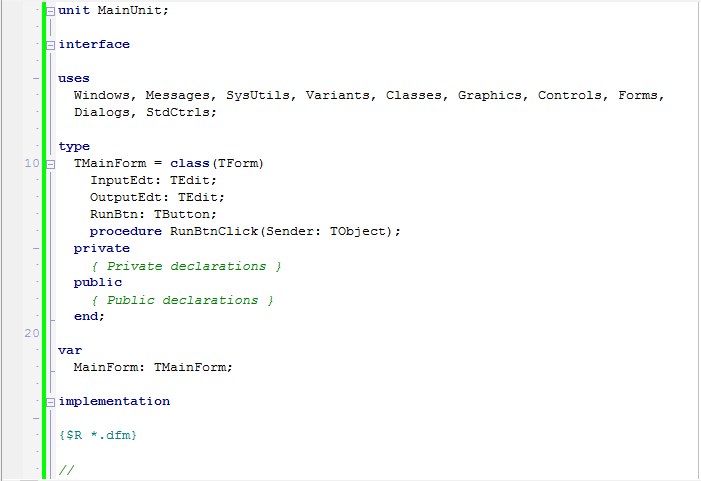 unit MainUnit;
interface
uses
Windows, Messages, SysUtils, Variants, Classes, Graphics, Controls, Forms,
Dialogs, StdCtrls;
type
10 TMainForm = class(TForm)
InputEdt: TEdit;
OutputEdt: TEdit;
RunBtn: TButton;
procedure RunBtnClick(Sender: TObject);
private
{ Private declarations }
public
{ Public declarations }
end;
20
var
MainForm: TMainForm;
implementation
{$R *.dfm}
//